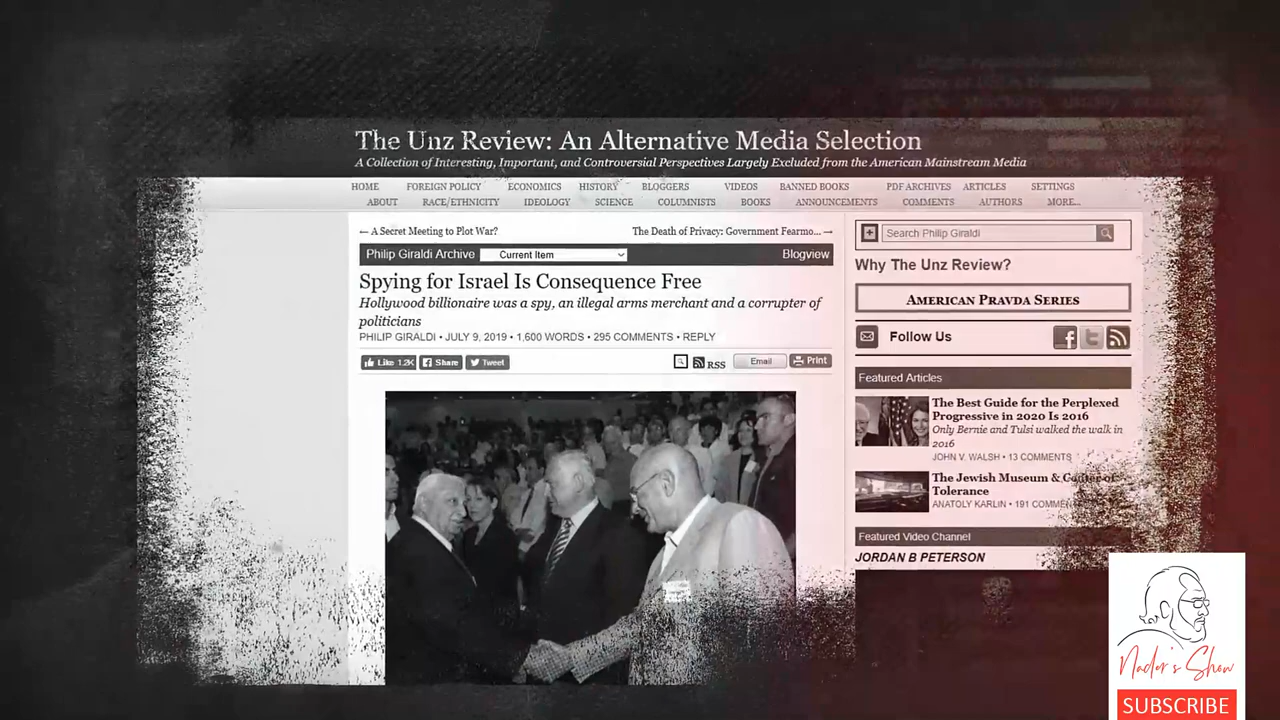 The Unz Review: An Alternative Media Selection
A Collection of Interesting, Important, and Controversial Perspectives Largely Excluded from the American Mainstream Media
HOME FOREIGN POLICY ECONOMICS HISTORY BLOGGERS VIDEOS BANNED BOOKS PDF ARCHIVES ARTICLES SETTINGS
ABOUT RACE/ETHNICITY IDEOLOGY SCIENCE COLUMNISTS BOOKS ANNOUNCEMENTS COMMENTS AUTHORS MORE...
← A Secret Meeting to Plot War? The Death of Privacy: Government Fearmo... →
Philip Giraldi Archive Current Item Blogview
Spying for Israel Is Consequence Free
Hollywood billionaire was a spy, an illegal arms merchant and a corrupter of
politicians
PHILIP GIRALDI • JULY 9, 2019 • 1,600 WORDS • 295 COMMENTS • REPLY
Like 1.2K Share Tweet RSS Email Print
Search Philip Giraldi
Why The Unz Review?
AMERICAN PRAVDA SERIES
Follow Us
Featured Articles
The Best Guide for the Perplexed
Progressive in 2020 Is 2016
Only Bernie and Tulsi walked the walk in
2016
JOHN V. WALSH • 13 COMMENTS
The Jewish Museum & Center of
Tolerance
ANATOLY KARLIN • 191 COMMEN
Featured Video Channel
JORDAN B PETERSON
Nader's Show
SUBSCRIBE